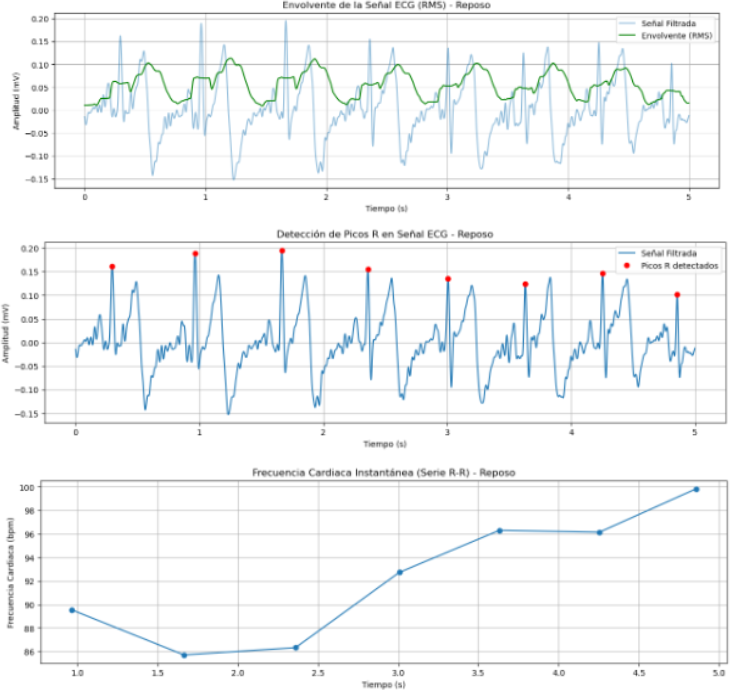 Envolvente de la Señal ECG (RMS) - Reposo
Señal Filtrada
Envolvente (RMS)
Amplitud (mV)
0.20
0.15
0.10
0.05
0.00
−0.05
−0.10
−0.15
0 1 2 3 4 5
Tiempo (s)
Detección de Picos R en Señal ECG - Reposo
Señal Filtrada
Picos R detectados
Amplitud (mV)
0.20
0.15
0.10
0.05
0.00
−0.05
−0.10
−0.15
0 1 2 3 4 5
Tiempo (s)
Frecuencia Cardiaca Instantánea (Serie R-R) - Reposo
Frecuencia Cardiaca (bpm)
100
98
96
94
92
90
88
86
1.0 1.5 2.0 2.5 3.0 3.5 4.0 4.5 5.0
Tiempo (s)